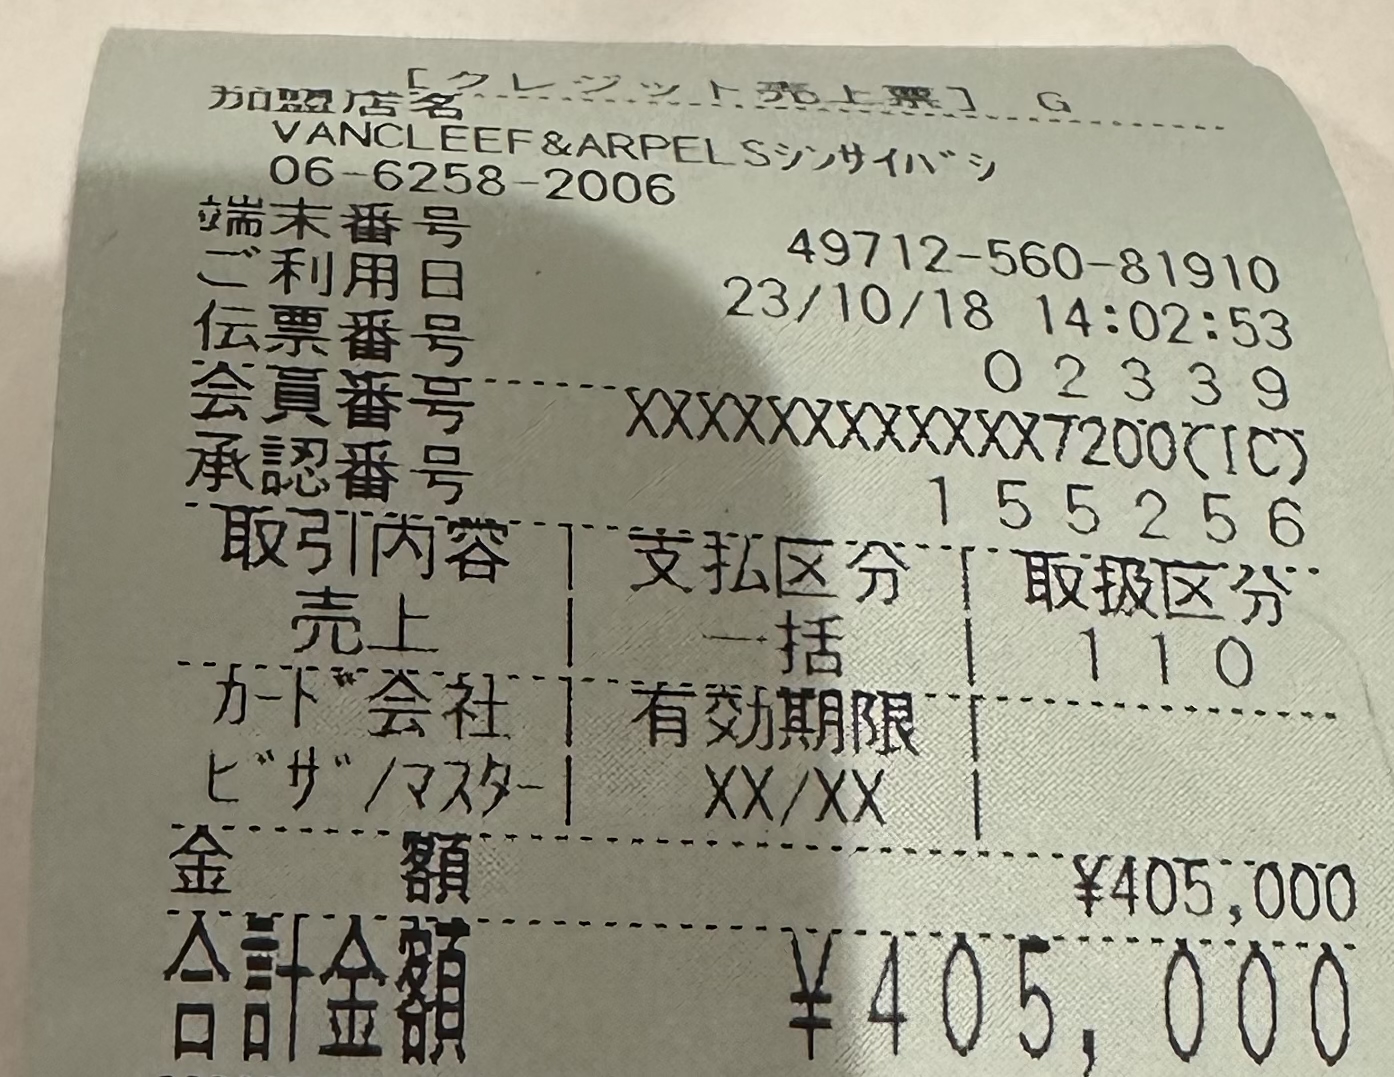 [クレジット売上票] G
加盟店名
VANCLEEF&ARPELSシンサイバシ
06-6258-2006
端末番号 49712-560-81910
ご利用日 23/10/18 14:02:53
伝票番号 02339
会員番号 XXXXXXXXXXXX7200(IC)
承認番号 155256
取引内容 | 支払区分 | 取扱区分
売上 | 一括 | 110
カード会社 | 有効期限 |
ビザ/マスター | XX/XX |
金 額 ¥405,000
合計金額 ¥405,000